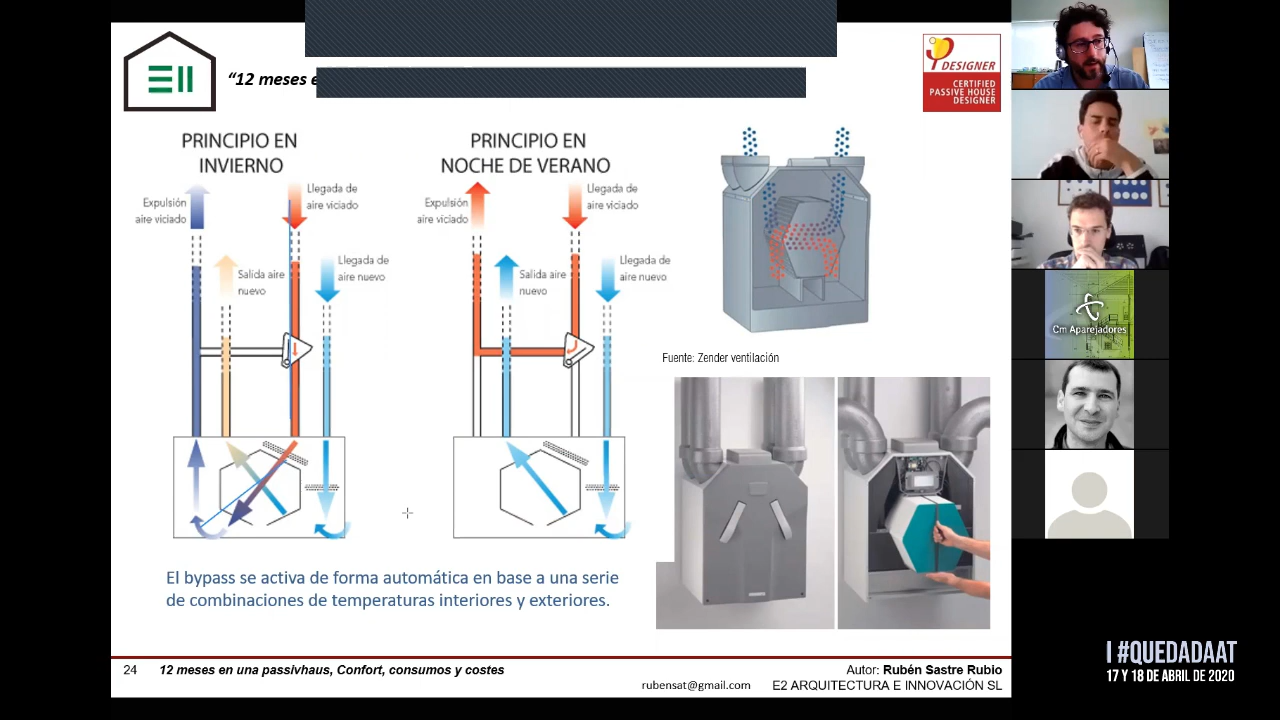 “12 meses e
DESIGNER
CERTIFIED
PASSIVE HOUSE
DESIGNER
PRINCIPIO EN
INVIERNO
PRINCIPIO EN
NOCHE DE VERANO
Expulsión
aire viciado
Llegada de
aire viciado
Salida aire
nuevo
Llegada de
aire nuevo
Expulsión
aire viciado
Llegada de
aire viciado
Salida aire
nuevo
Llegada de
aire nuevo
Fuente: Zender ventilación
El bypass se activa de forma automática en base a una serie
de combinaciones de temperaturas interiores y exteriores.
24
12 meses en una passivhaus, Confort, consumos y costes
Autor: Rubén Sastre Rubio
rubensat@gmail.com
E2 ARQUITECTURA E INNOVACIÓN SL
Cm Aparejadores
I #QUEDADAAT
17 Y 18 DE ABRIL DE 2020